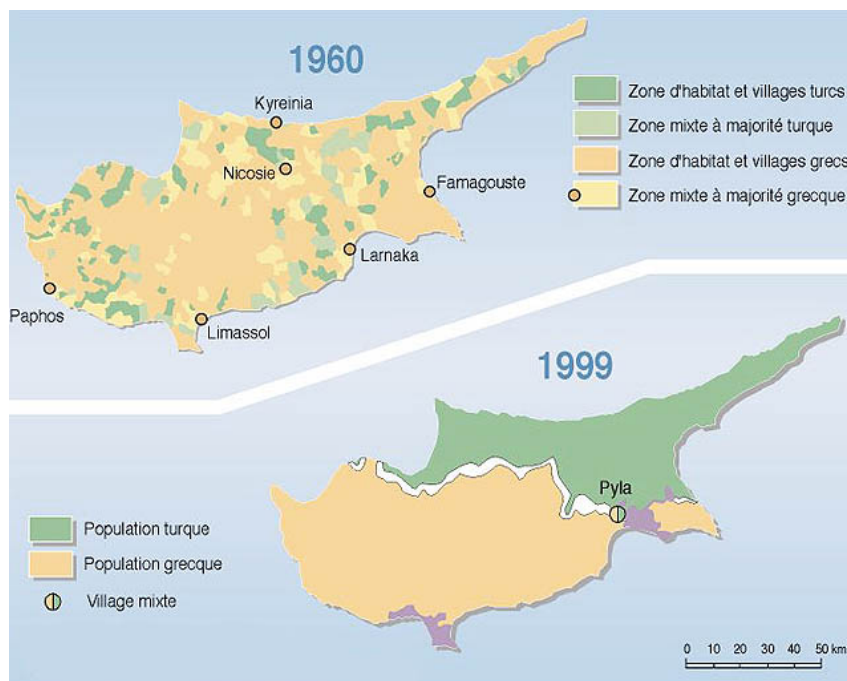 1960
Kyreinia
Nicosie
Famagouste
Larnaka
Paphos
Limassol
Zone d'habitat et villages turcs
Zone mixte à majorité turque
Zone d'habitat et villages grecs
Zone mixte à majorité grecque
1999
Pyla
Population turque
Population grecque
Village mixte
0 10 20 30 40 50 km